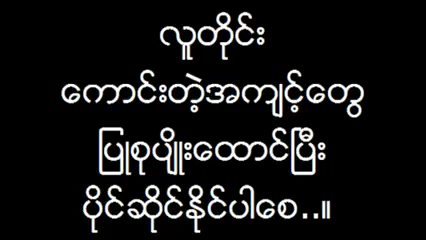 လူတိုင်း
ကောင်းတဲ့အကျင့်တွေ
ပြုစုပျိုးထောင်ပြီး
ပိုင်ဆိုင်နိုင်ပါစေ..။